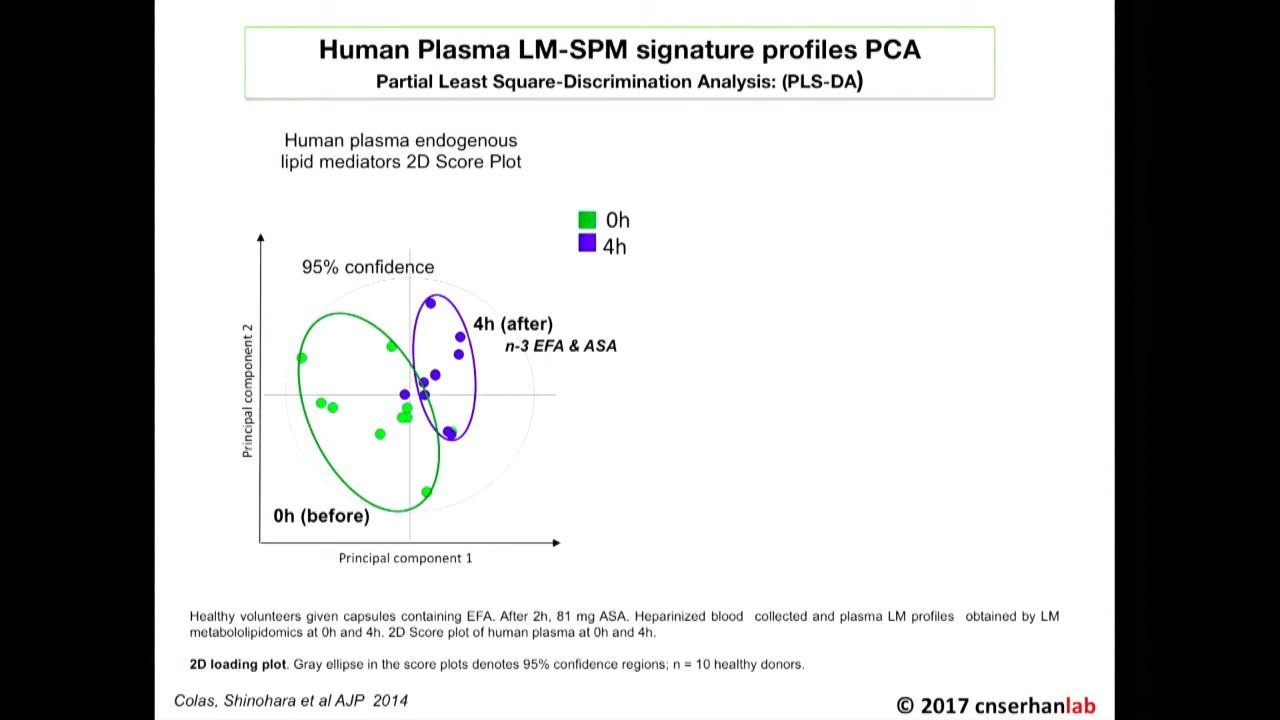 Human Plasma LM-SPM signature profiles PCA
Partial Least Square-Discrimination Analysis: (PLS-DA)
Human plasma endogenous
lipid mediators 2D Score Plot
0h
4h
95% confidence
4h (after)
n-3 EFA & ASA
Principal component 2
0h (before)
Principal component 1
Healthy volunteers given capsules containing EFA. After 2h, 81 mg ASA. Heparinized blood collected and plasma LM profiles obtained by LM
metabololipidomics at 0h and 4h. 2D Score plot of human plasma at 0h and 4h.
2D loading plot. Gray ellipse in the score plots denotes 95% confidence regions; n = 10 healthy donors.
Colas, Shinohara et al AJP 2014
© 2017 cnserhanlab